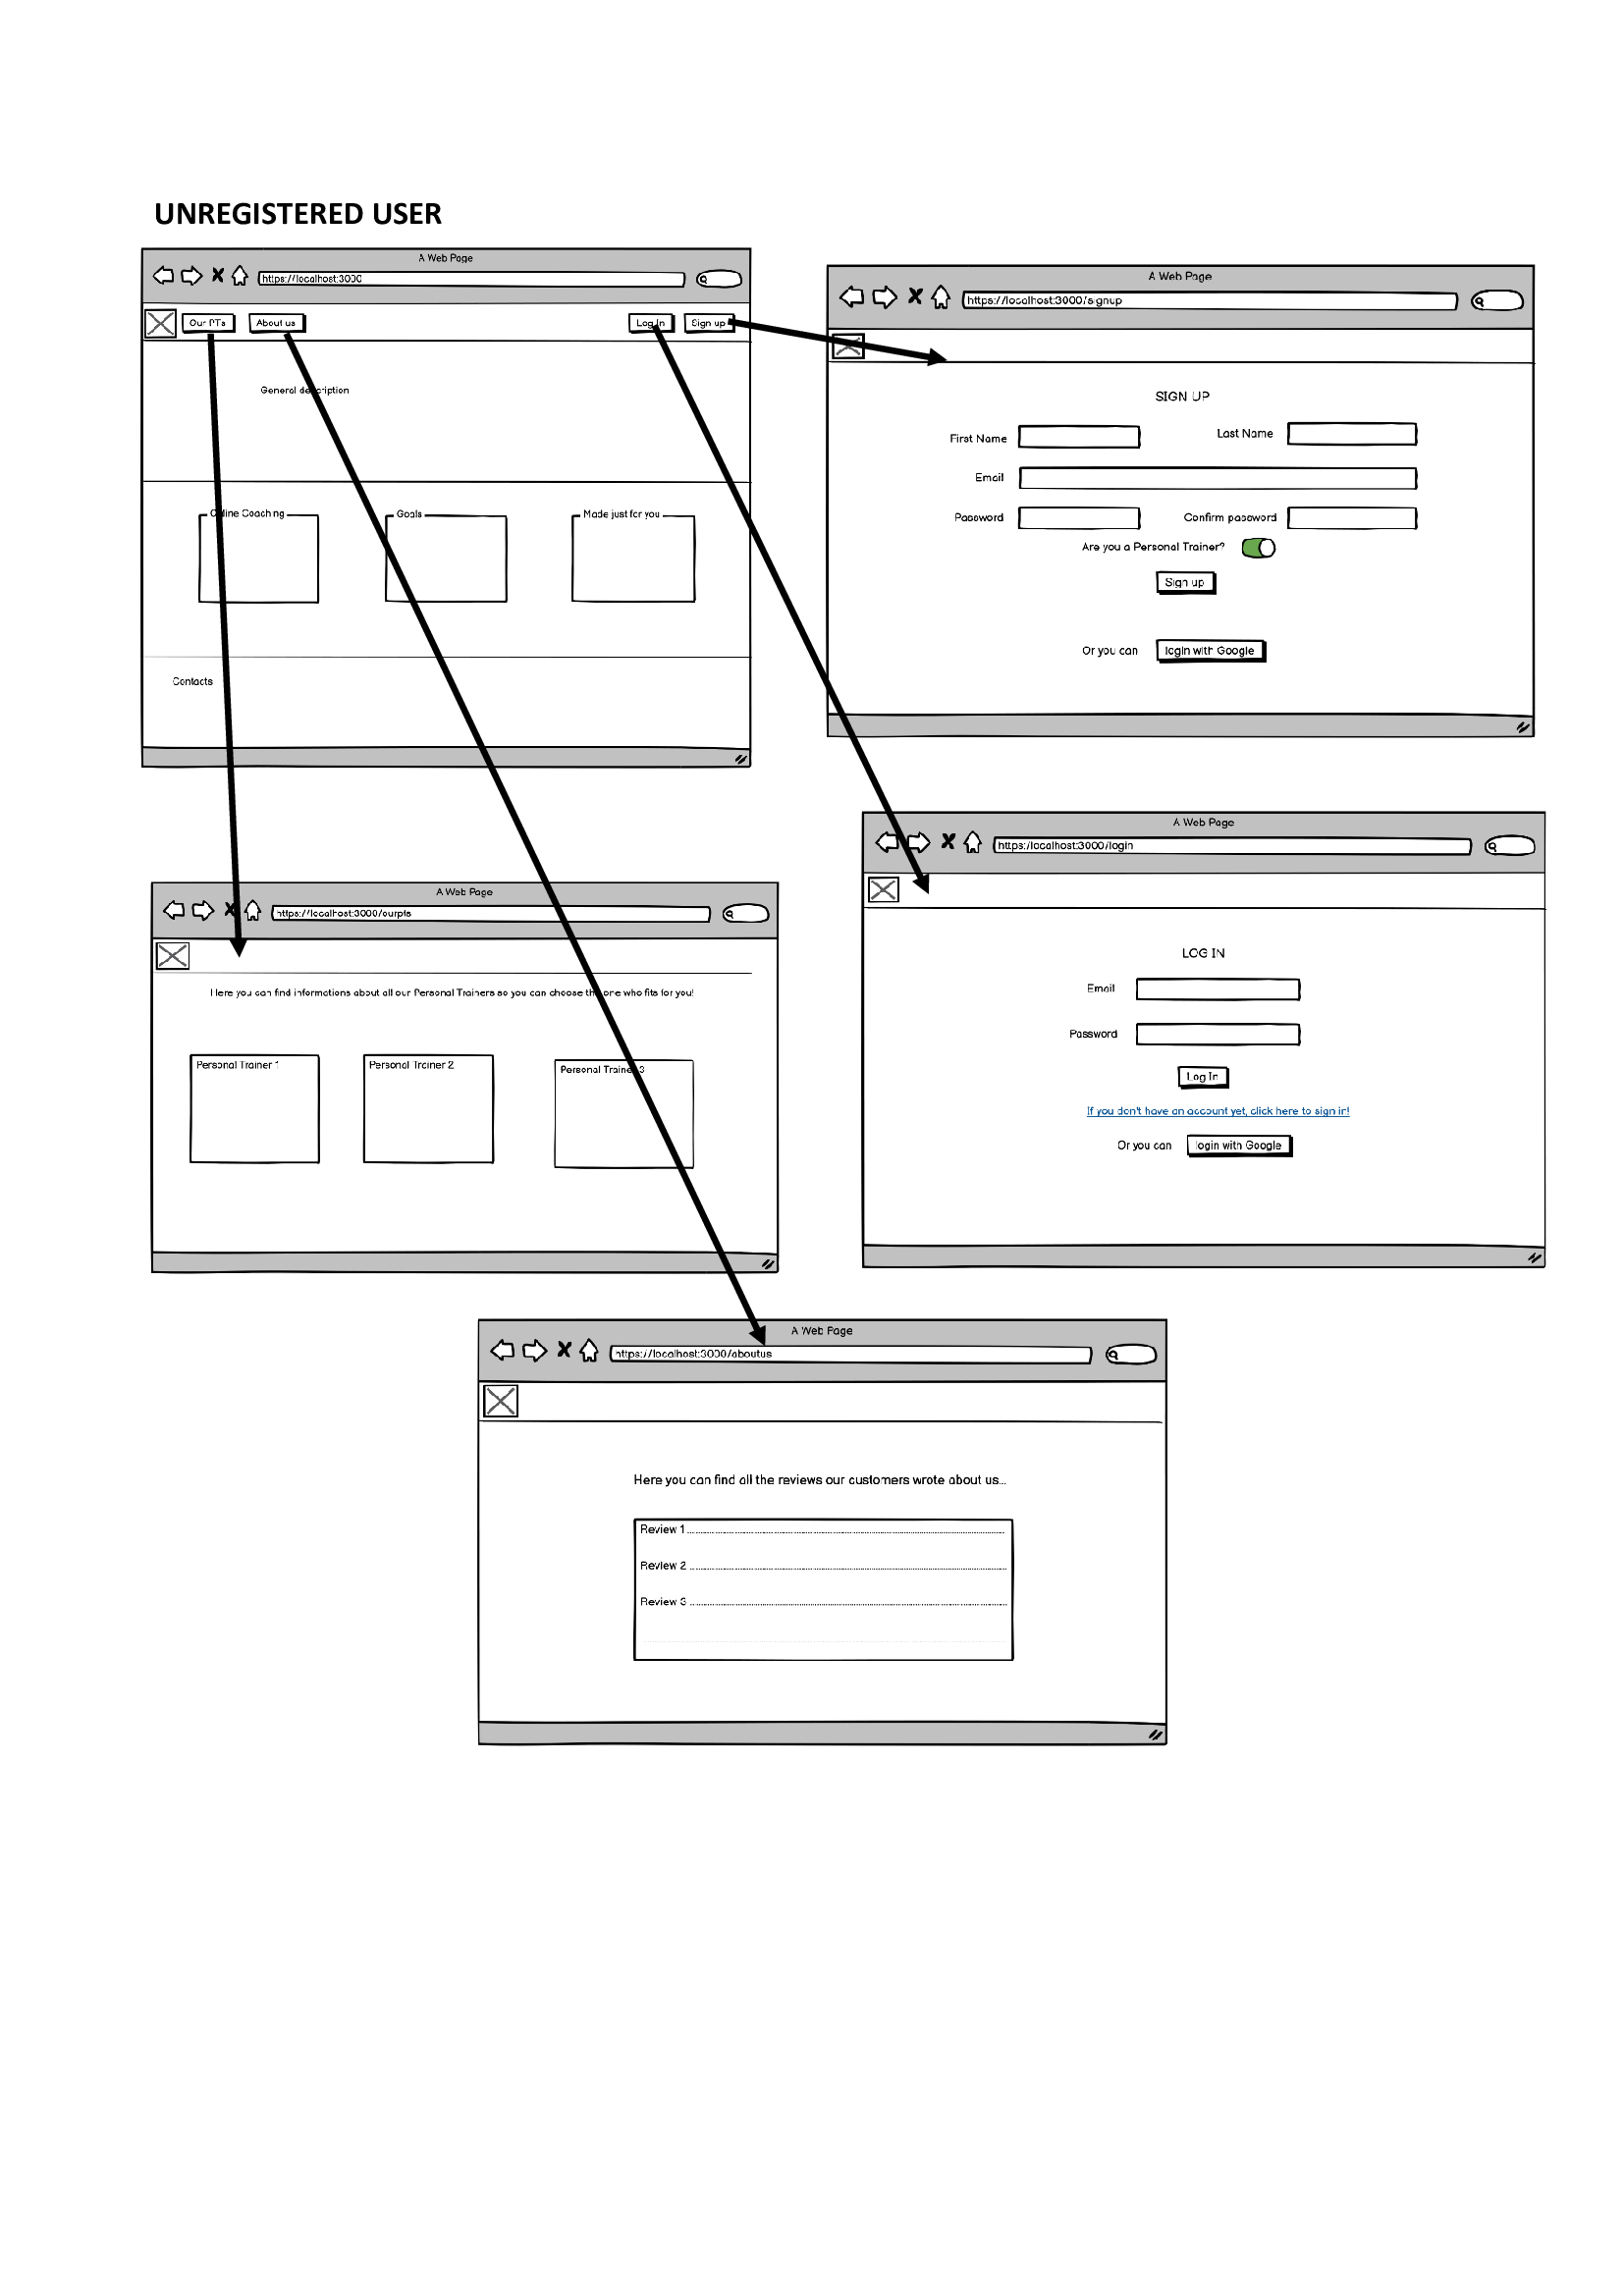 UNREGISTERED USER
A Web Page
https://localhost:3000
Our PTs
About us
Log In
Sign up
General description
Online Coaching
Goals
Made just for you
Contacts
A Web Page
https://localhost:3000/signup
SIGN UP
First Name
Last Name
Email
Password
Confirm password
Are you a Personal Trainer?
Sign up
Or you can
login with Google
A Web Page
https:/localhost:3000/login
LOG IN
Email
Password
Log In
If you don't have an account yet, click here to sign in!
Or you can
login with Google
A Web Page
https://localhost:3000/ourpts
Here you can find informations about all our Personal Trainers so you can choose the one who fits for you!
Personal Trainer 1
Personal Trainer 2
Personal Trainer 3
A Web Page
https://localhost:3000/aboutus
Here you can find all the reviews our customers wrote about us...
Review 1
Review 2
Review 3